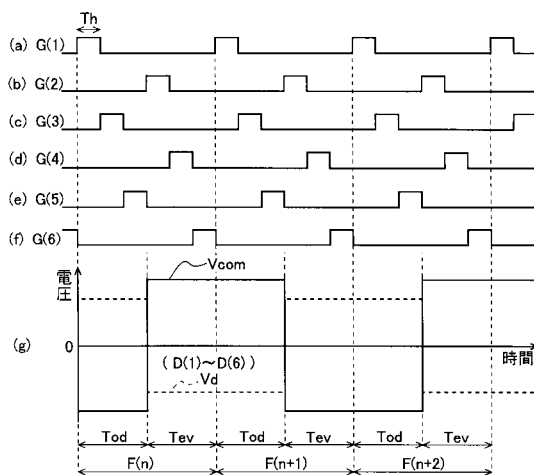 Th
(a) G(1)
(b) G(2)
(c) G(3)
(d) G(4)
(e) G(5)
(f) G(6)
電圧
Vcom
(g)
0
時間
( D(1)～D(6) )
Vd
Tod Tev Tod Tev Tod Tev
F(n) F(n+1) F(n+2)